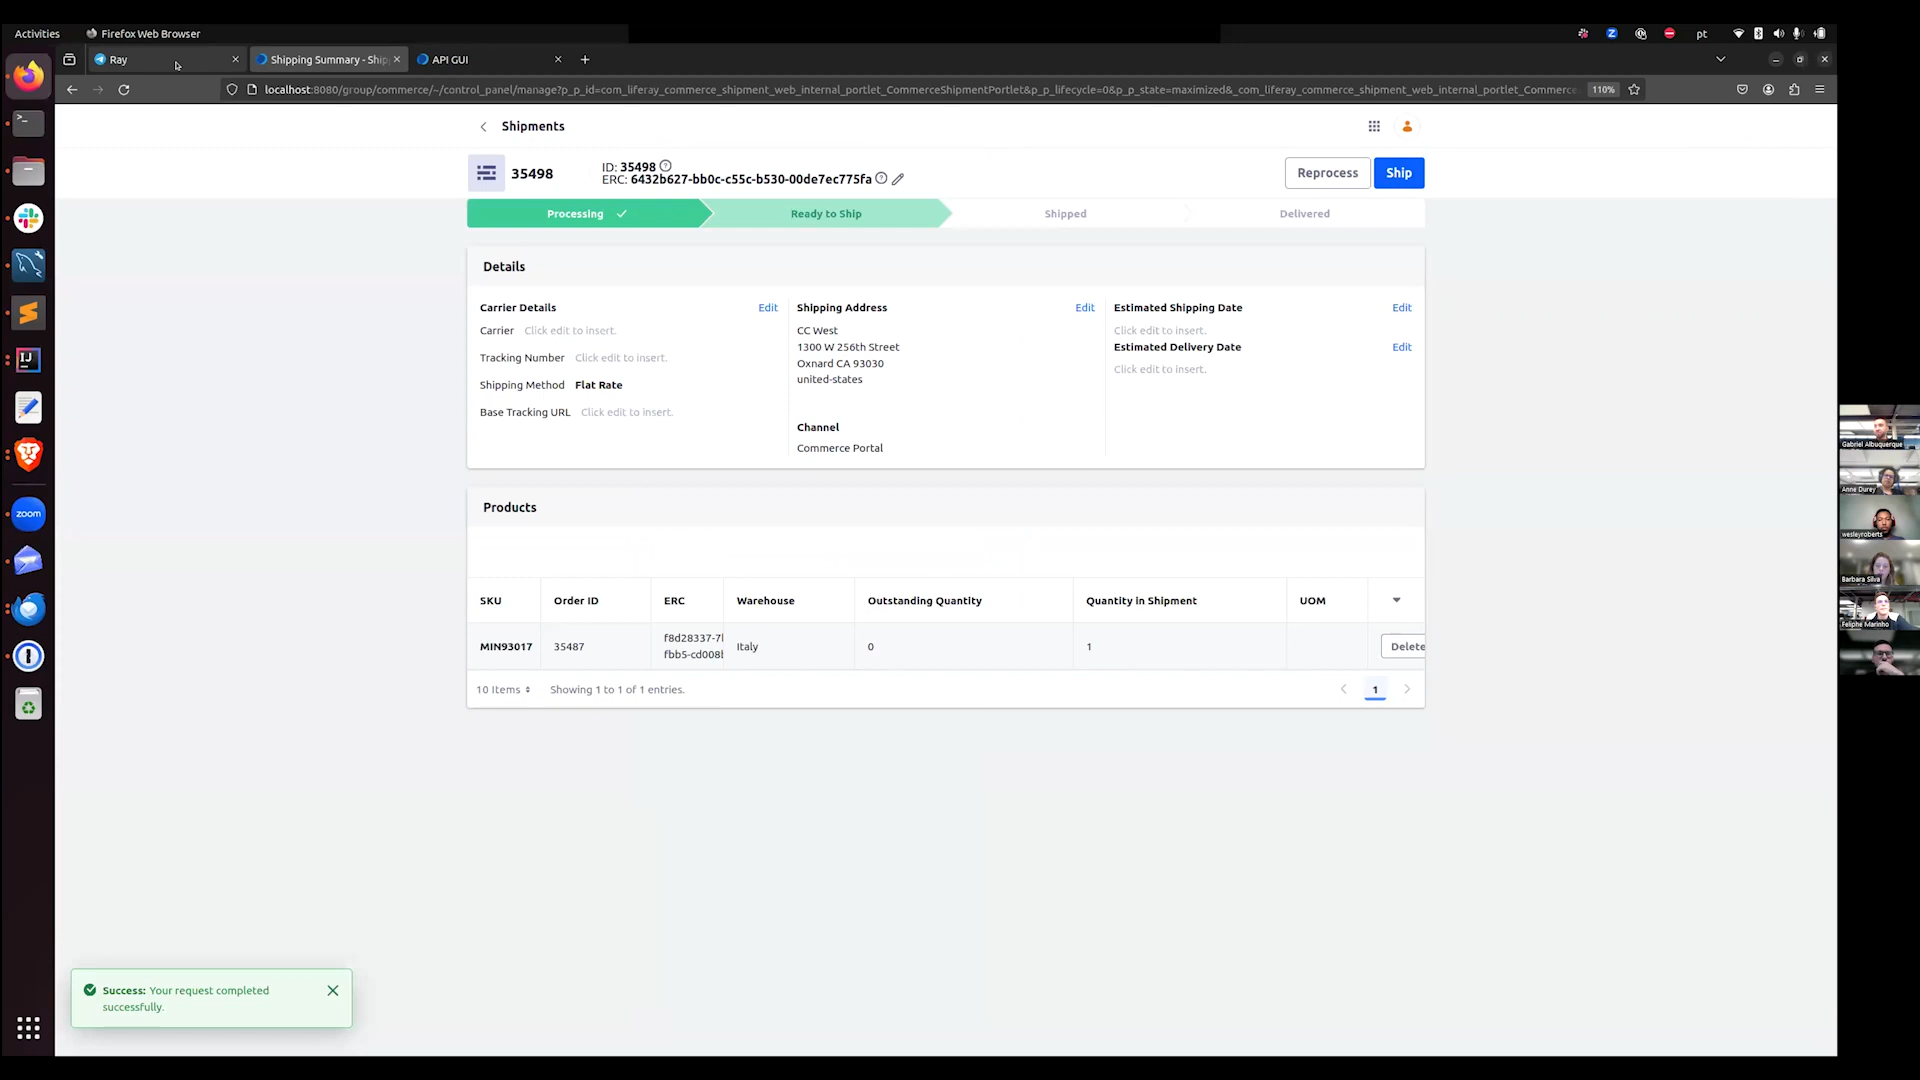 Activities
Firefox Web Browser
pt
Ray
Shipping Summary - Ship
API GUI
localhost:8080/group/commerce/~/control_panel/manage?p_p_id=com_liferay_commerce_shipment_web_internal_portlet_CommerceShipmentPortlet&p_p_lifecycle=0&p_p_state=maximized&_com_liferay_commerce_shipment_web_internal_portlet_Commerce
110%
Shipments
35498
ID: 35498
ERC: 6432b627-bb0c-c55c-b530-00de7ec775fa
Reprocess
Ship
Processing
Ready to Ship
Shipped
Delivered
Details
Carrier Details
Edit
Carrier Click edit to insert.
Tracking Number Click edit to insert.
Shipping Method Flat Rate
Base Tracking URL Click edit to insert.
Shipping Address
Edit
CC West
1300 W 256th Street
Oxnard CA 93030
united-states
Channel
Commerce Portal
Estimated Shipping Date
Edit
Click edit to insert.
Estimated Delivery Date
Edit
Click edit to insert.
Products
SKU Order ID ERC Warehouse Outstanding Quantity Quantity in Shipment UOM
MIN93017 35487 f8d28337-7 Italy 0 1 Delete
fbb5-cd008
10 Items
Showing 1 to 1 of 1 entries.
1
Success: Your request completed
successfully.
zoom
IJ
Gabriel Albuquerque
Anne Durey
wesleyroberts
Barbara Silva
Feliphe Marinho